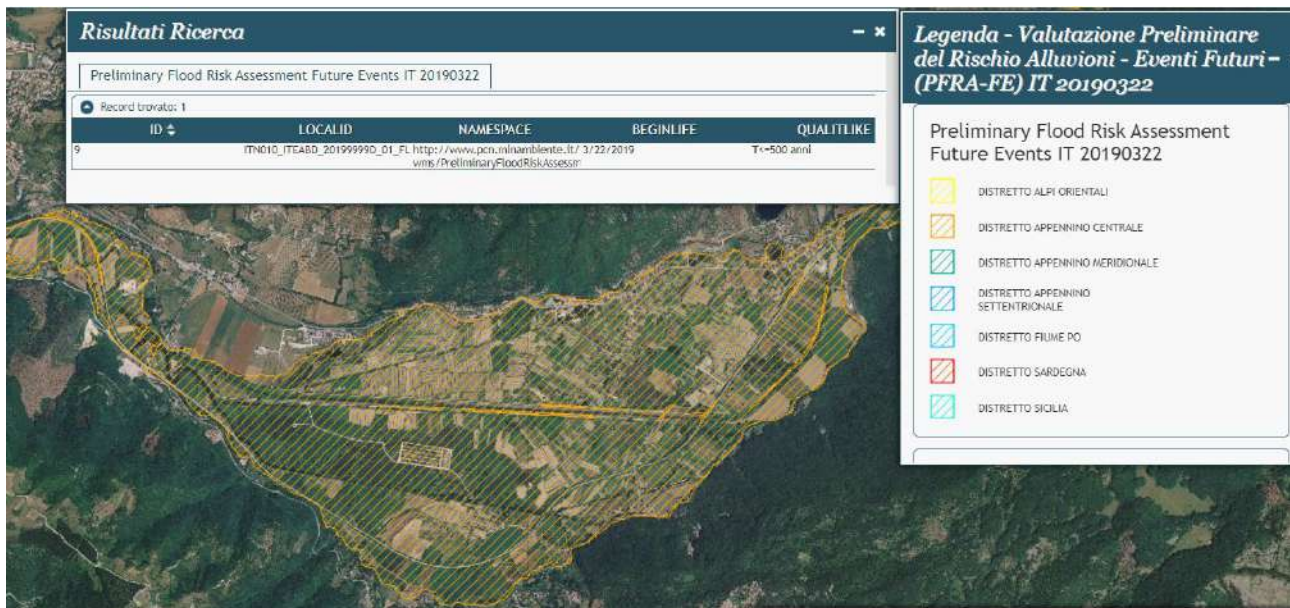 Risultati Ricerca
Preliminary Flood Risk Assessment Future Events IT 20190322
Record trovato: 1
ID LOCALID NAMESPACE BEGINLIFE QUALITLIKE
9 ITN010_ITEABD_201999990_01_FL http://www.pcn.minambiente.it/ 3/22/2019 T<=500 anni
wms/PreliminaryFloodRiskAssessm
Legenda - Valutazione Preliminare
del Rischio Alluvioni - Eventi Futuri -
(PFRA-FE) IT 20190322
Preliminary Flood Risk Assessment
Future Events IT 20190322
DISTRETTO ALPI ORIENTALI
DISTRETTO APPENNINO CENTRALE
DISTRETTO APPENNINO MERIDIONALE
DISTRETTO APPENNINO
SETTENTRIONALE
DISTRETTO FIUME PO
DISTRETTO SARDEGNA
DISTRETTO SICILIA